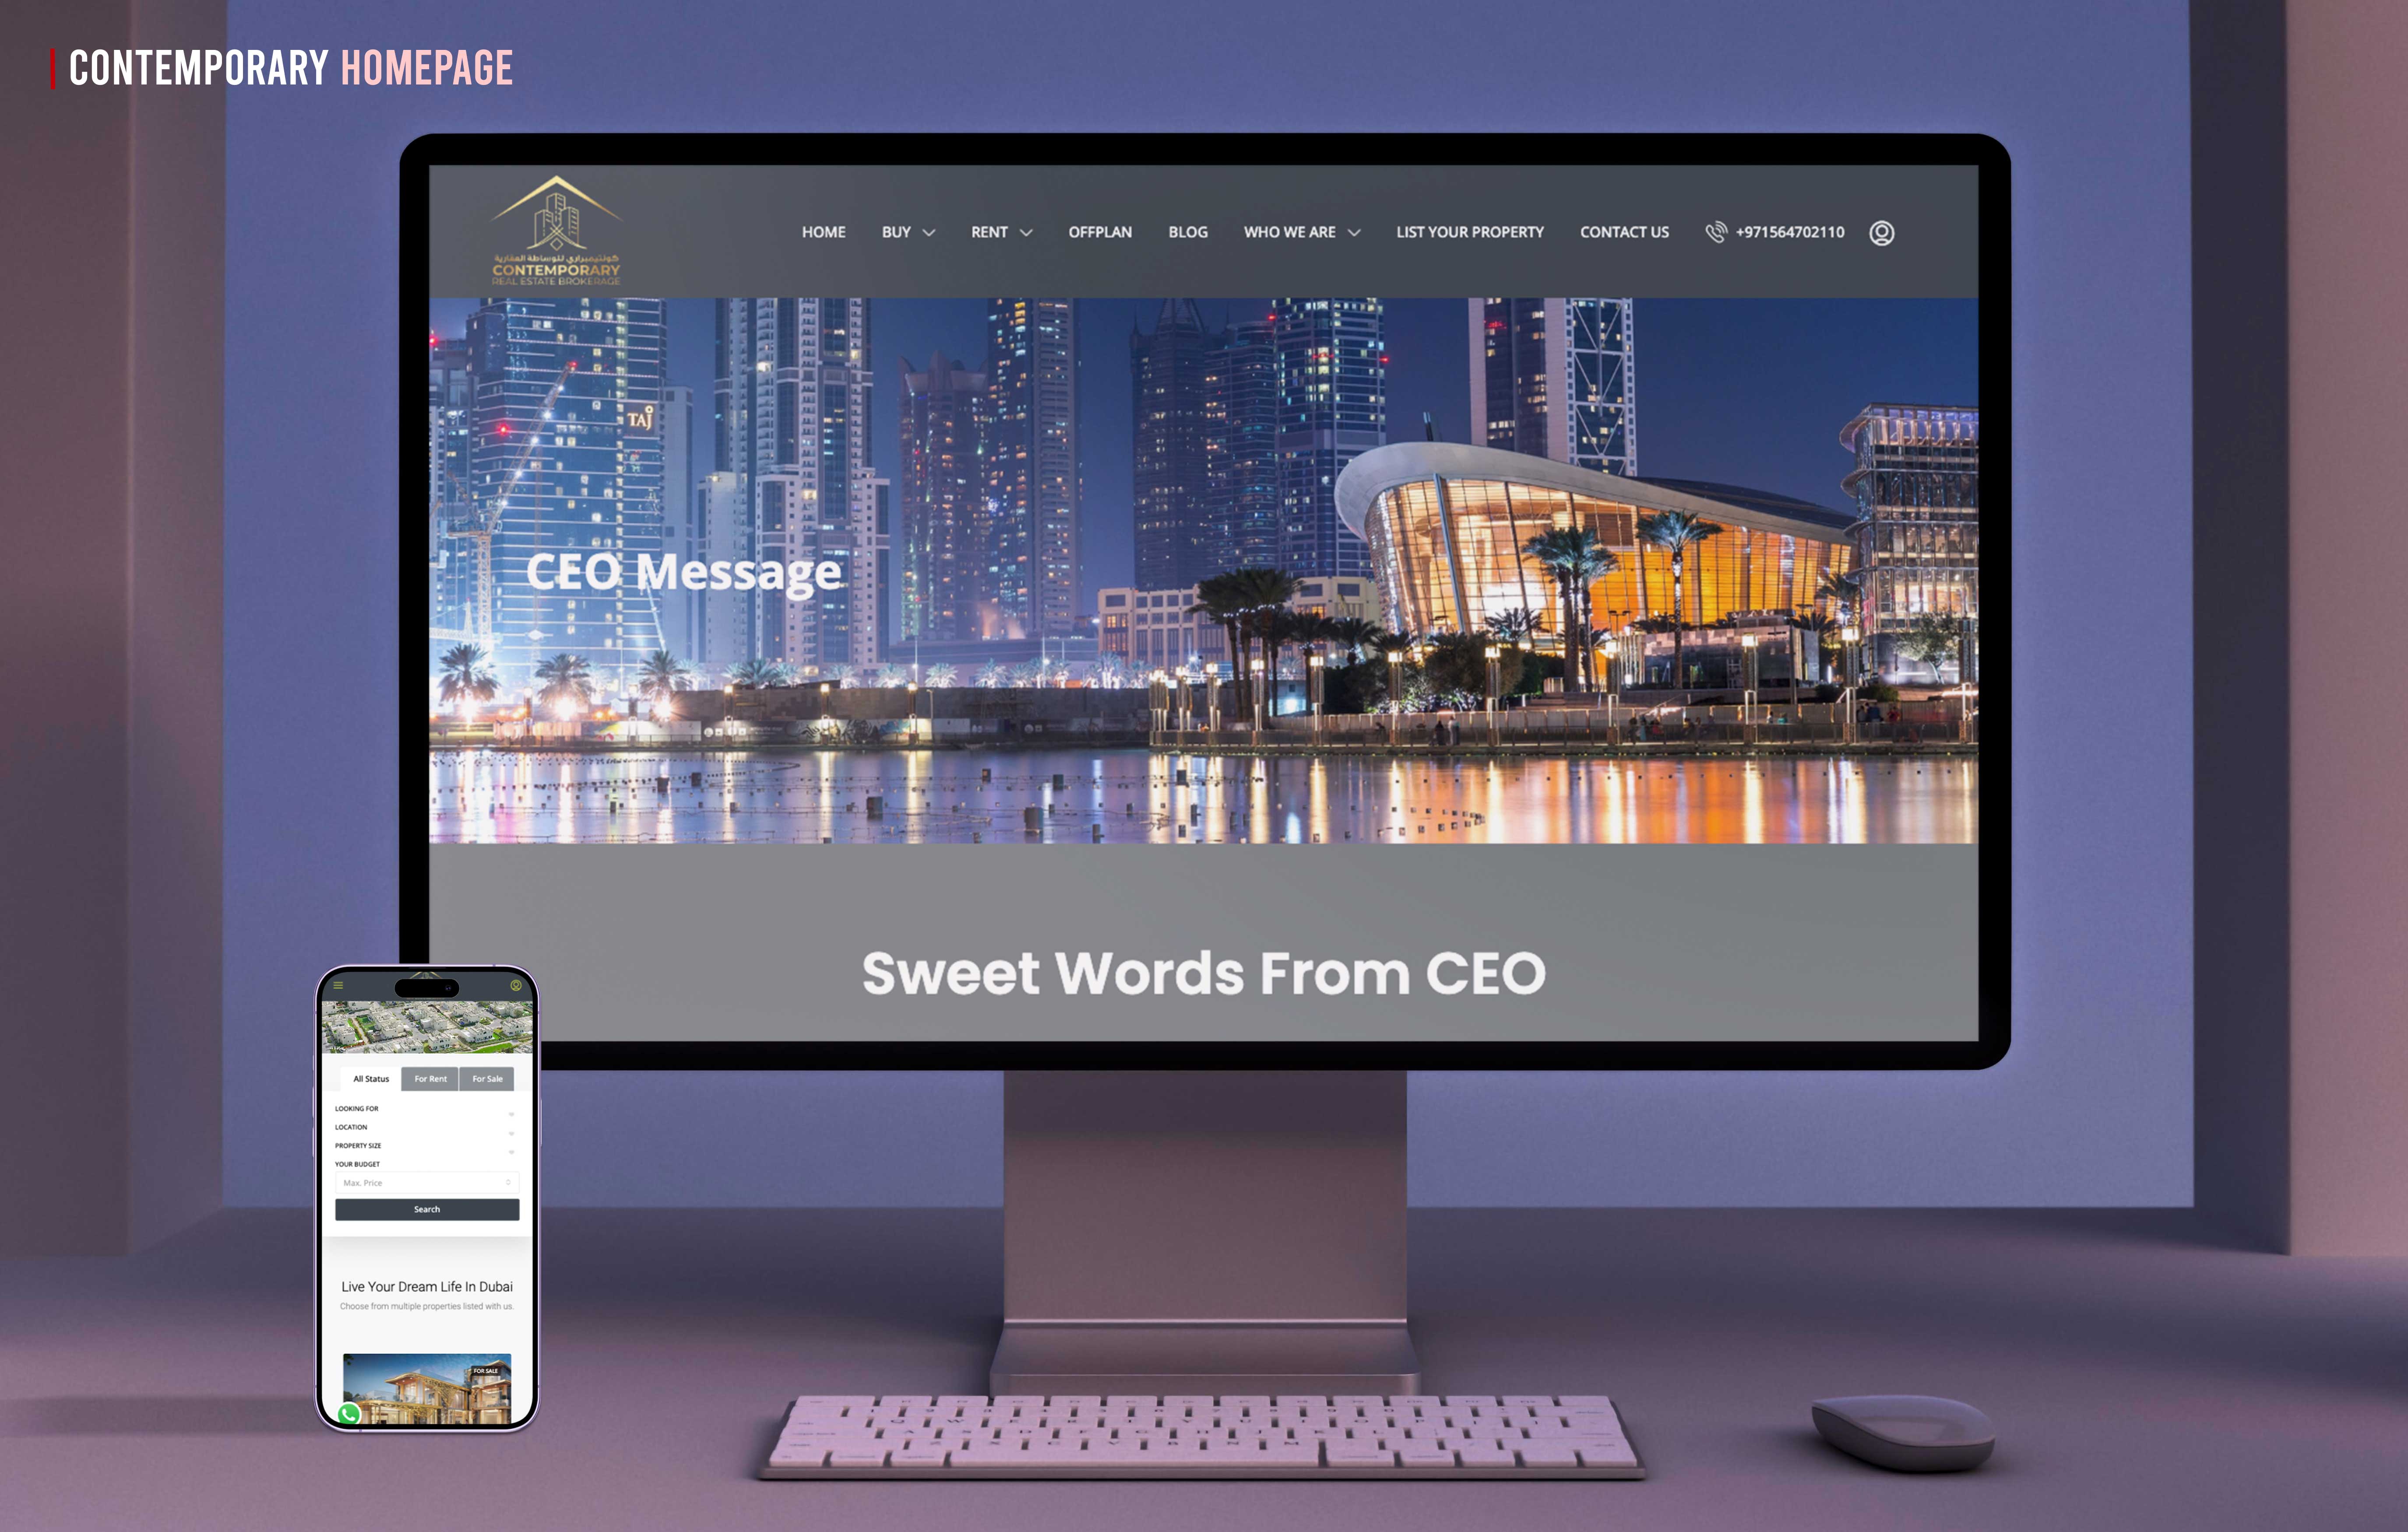 CONTEMPORARY HOMEPAGE
كونتيمبراري للوساطة العقارية
CONTEMPORARY
REAL ESTATE BROKERAGE
HOME BUY RENT OFFPLAN BLOG WHO WE ARE LIST YOUR PROPERTY CONTACT US +971564702110
TAJ
CEO Message
Sweet Words From CEO
All Status For Rent For Sale
LOOKING FOR
LOCATION
PROPERTY SIZE
YOUR BUDGET
Max. Price
Search
Live Your Dream Life In Dubai
Choose from multiple properties listed with us.
FOR SALE